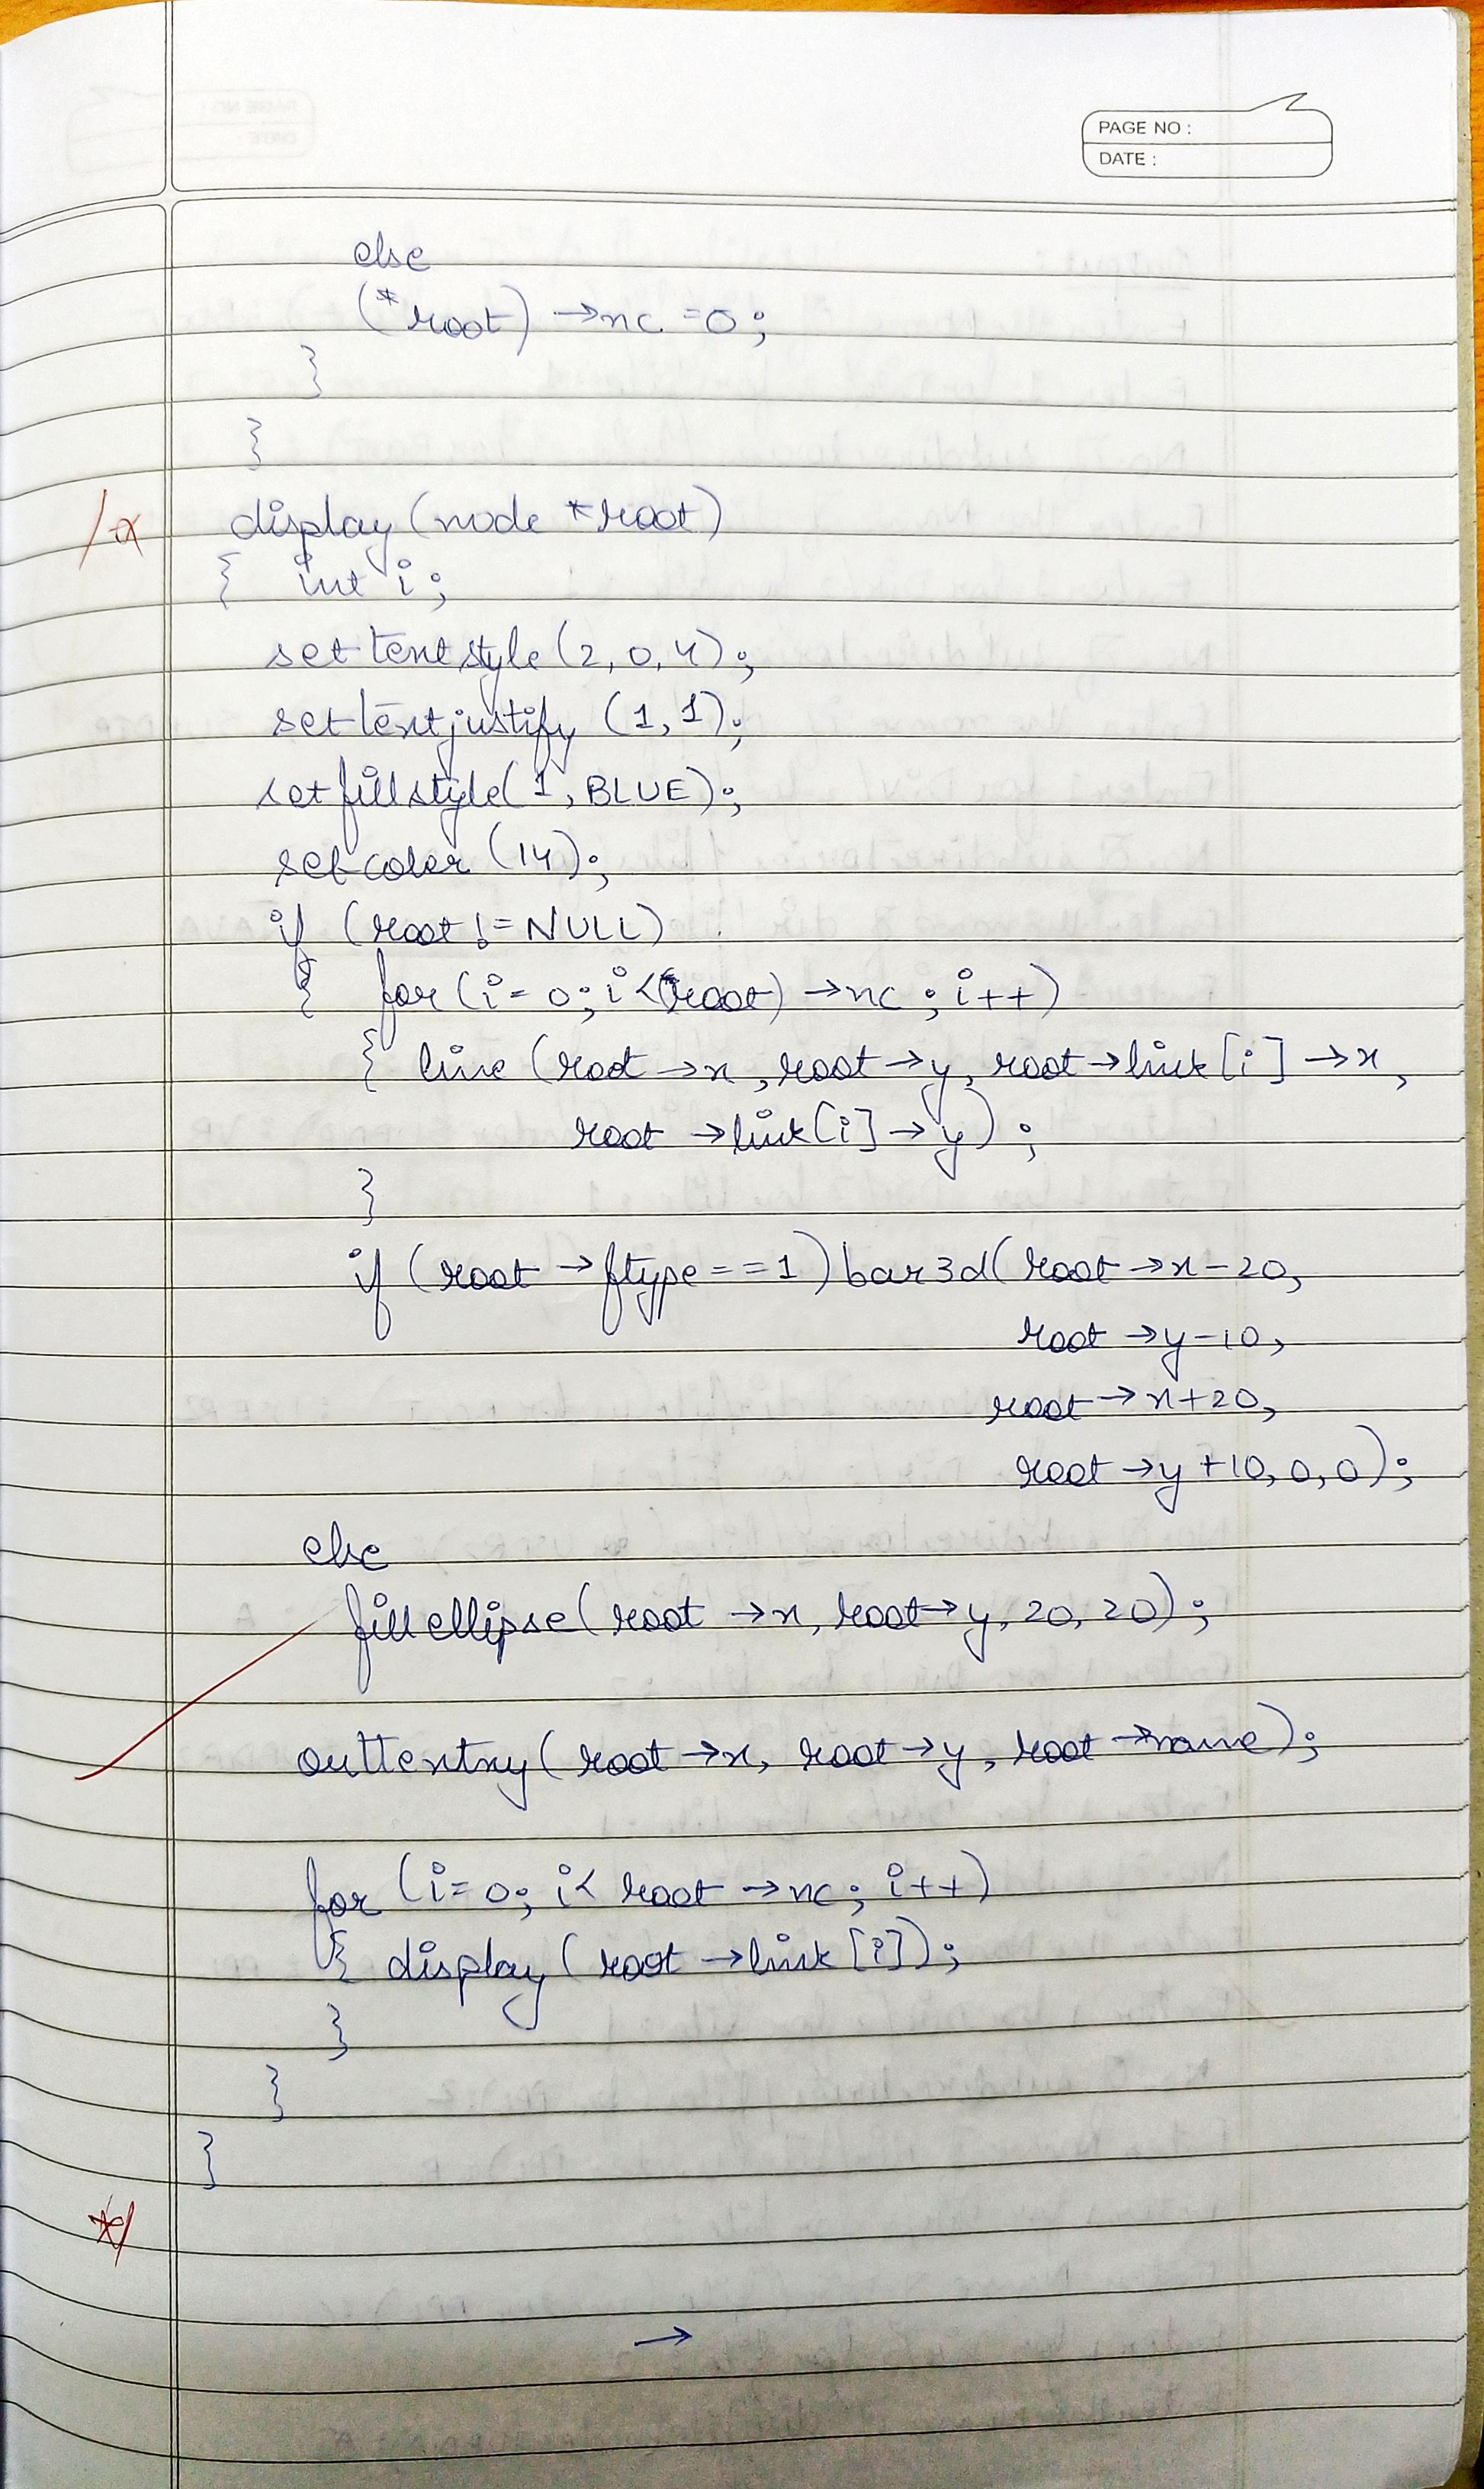 PAGE NO :
DATE :
else
(*root) →nc =0;
}
}
/* display (node *root)
{ int i ;
settextstyle (2, 0, 4);
settextjustify (1, 1);
setfillstyle( 1, BLUE);
setcolor (14);
if (root != NULL)
{ for (i= 0; i<(root) →nc ; i++)
{ line (root →x, root→y, root→link [i] →x,
root →link[i] →y) ;
}
if (root →ftype==1) bar3d( root →x-20,
root →y-10,
root →x+20,
root →y +10, 0, 0);
else
fillellipse( root →x, root→y, 20, 20);
outtextxy( root →x, root →y, root →name);
for (i=0; i< root →nc; i++)
{ display ( root →link [i]);
}
}
}
*/
→